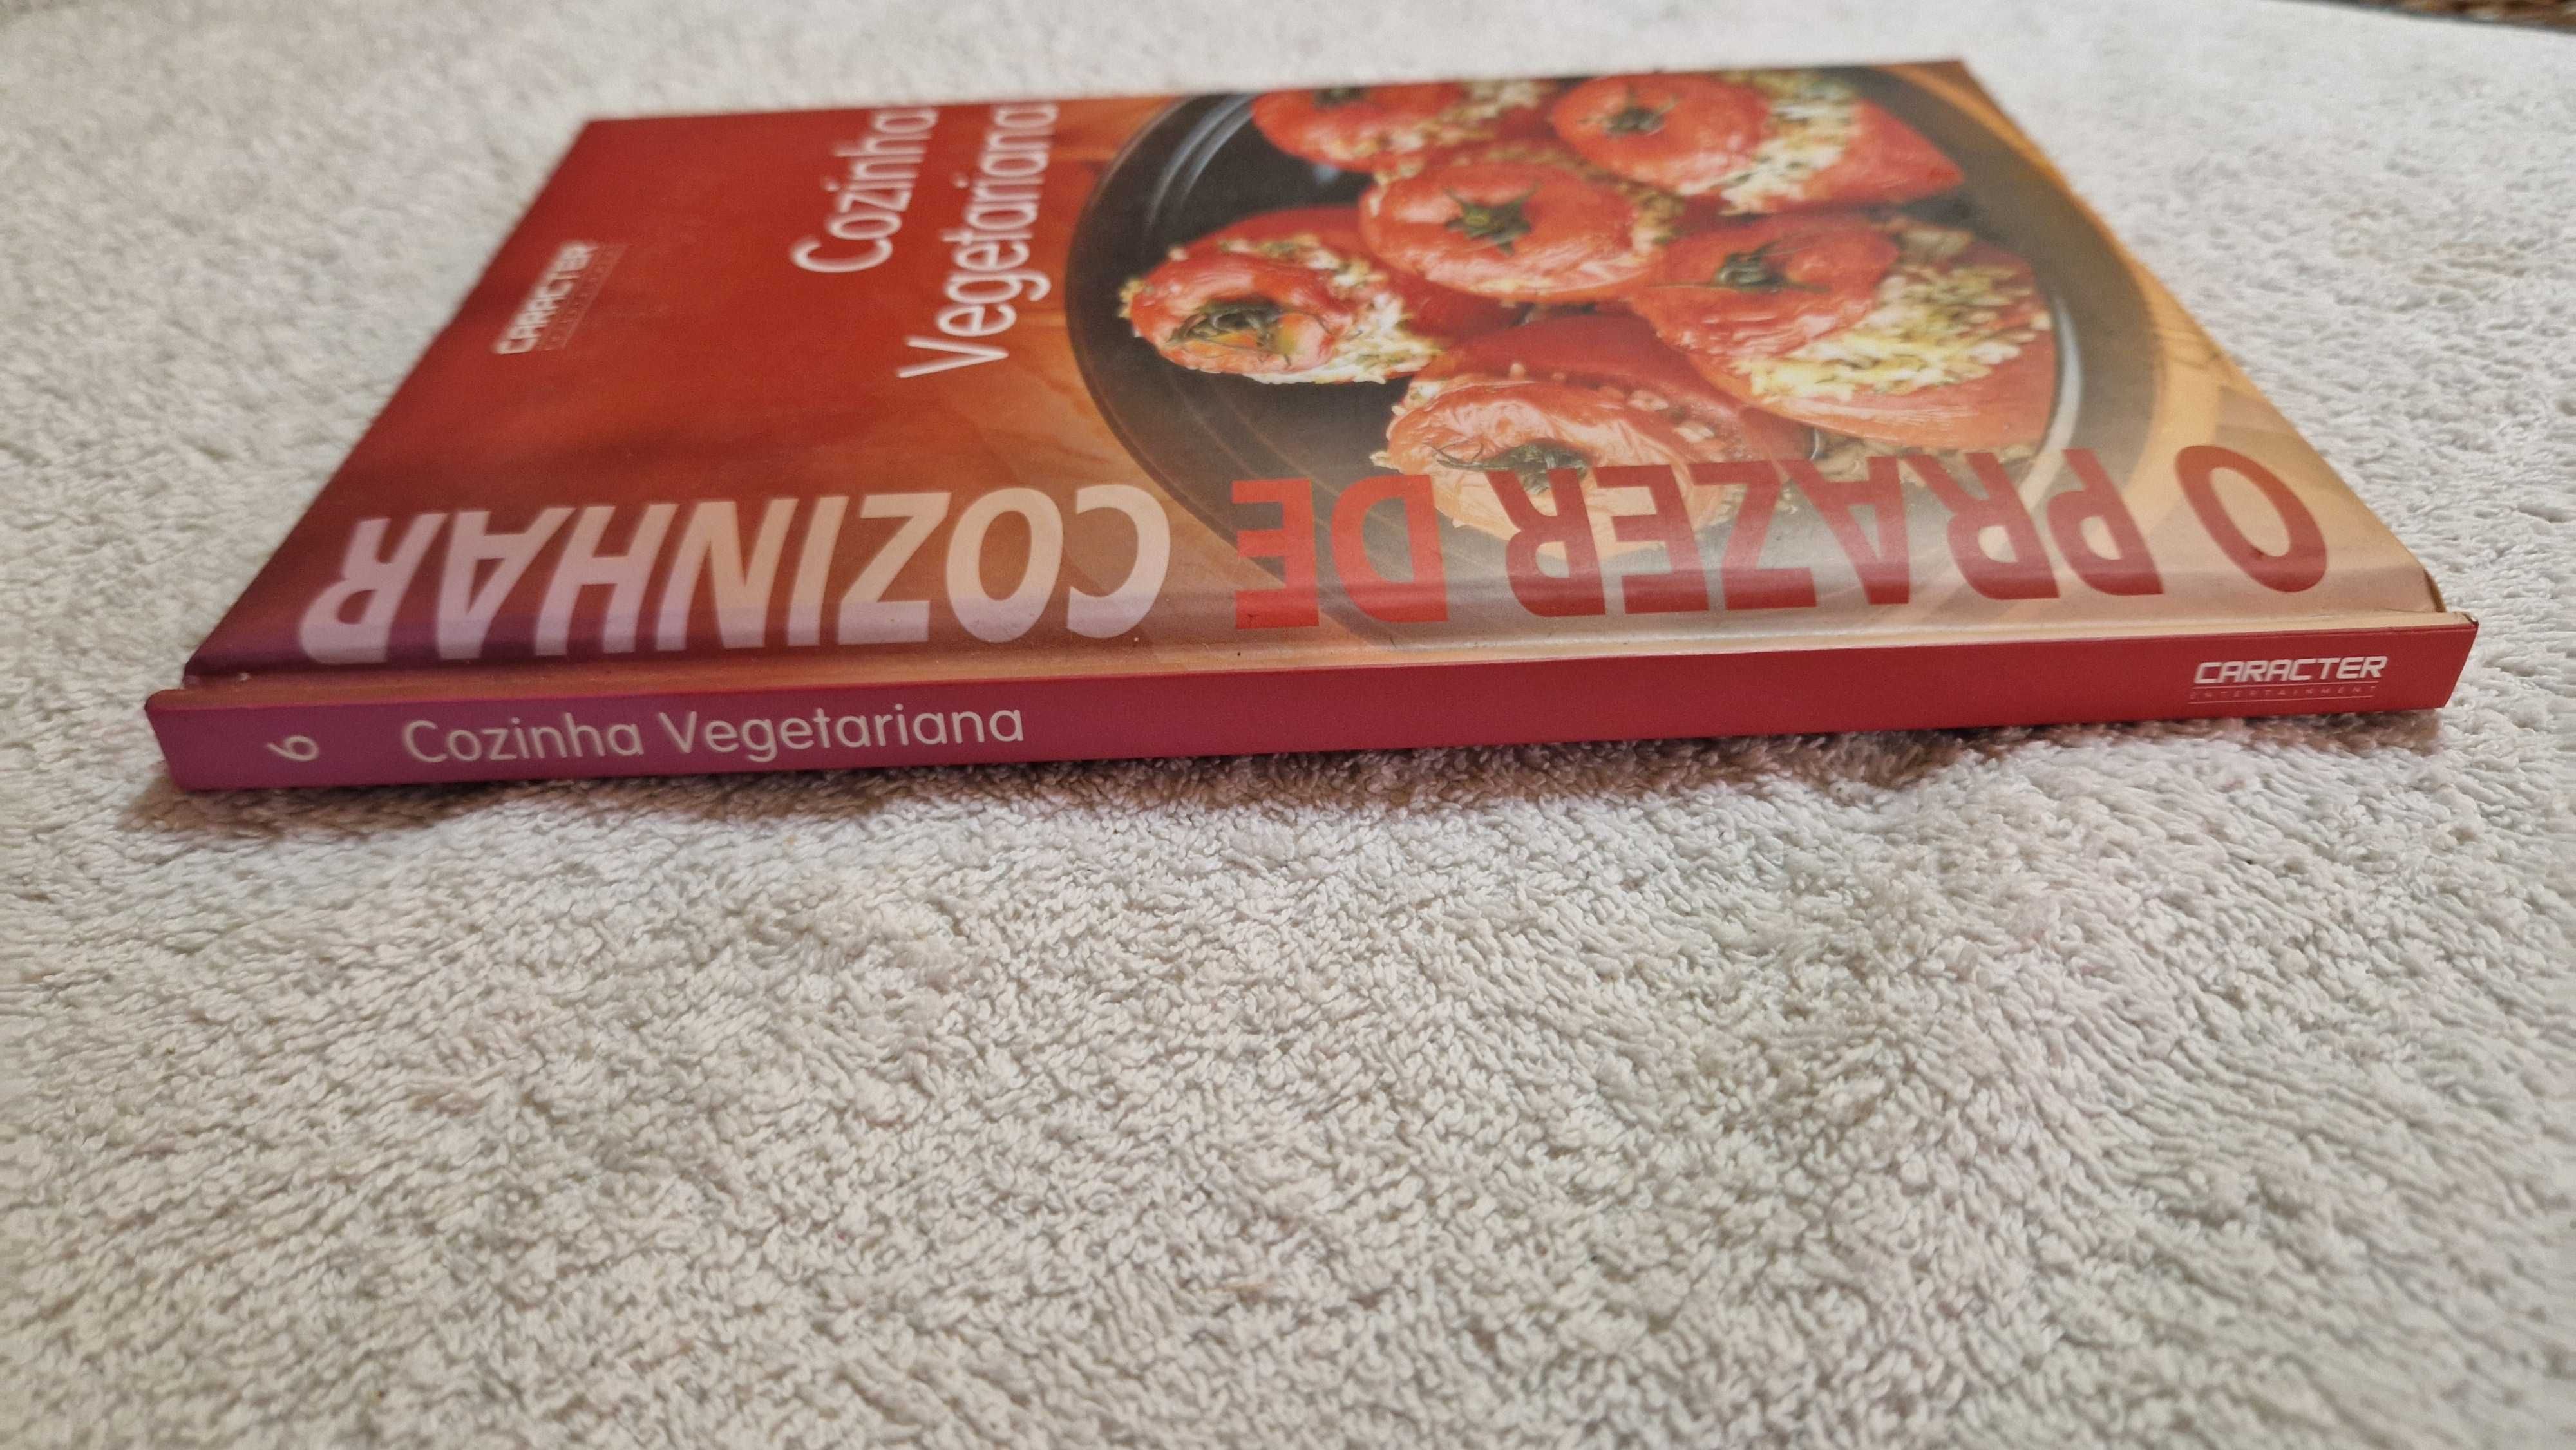 O PRAZER DE COZINHAR
Cozinha
Vegetariana
CARACTER
6 Cozinha Vegetariana
CARACTER
ENTERTAINMENT